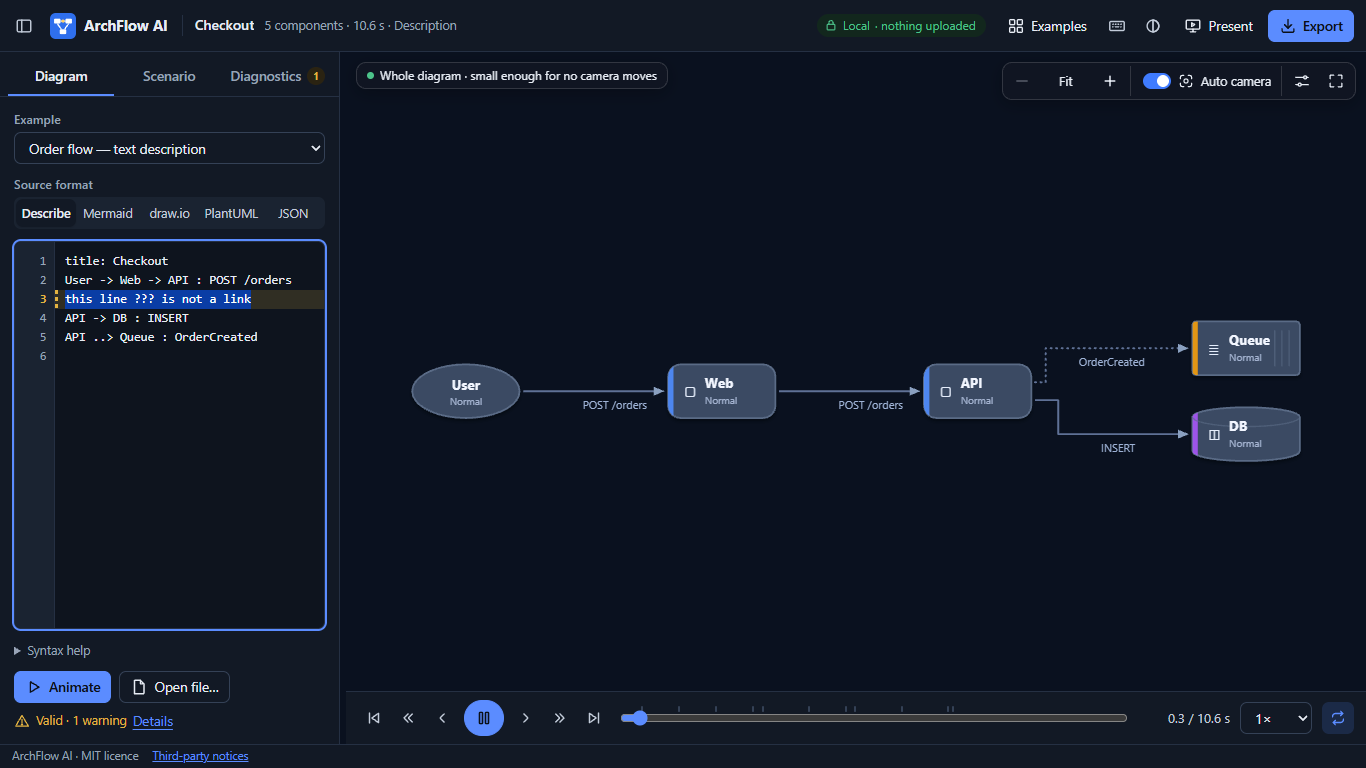 ArchFlow AI
Checkout 5 components · 10.6 s · Description
Local · nothing uploaded
Examples
Present
Export
Diagram
Scenario
Diagnostics 1
Whole diagram · small enough for no camera moves
Fit
Auto camera
Example
Order flow — text description
Source format
Describe
Mermaid
draw.io
PlantUML
JSON
1 title: Checkout
2 User -> Web -> API : POST /orders
3 this line ??? is not a link
4 API -> DB : INSERT
5 API ..> Queue : OrderCreated
6
User
Normal
POST /orders
Web
Normal
POST /orders
API
Normal
OrderCreated
Queue
Normal
INSERT
DB
Normal
Syntax help
Animate
Open file...
Valid · 1 warning Details
0.3 / 10.6 s
1×
ArchFlow AI · MIT licence Third-party notices